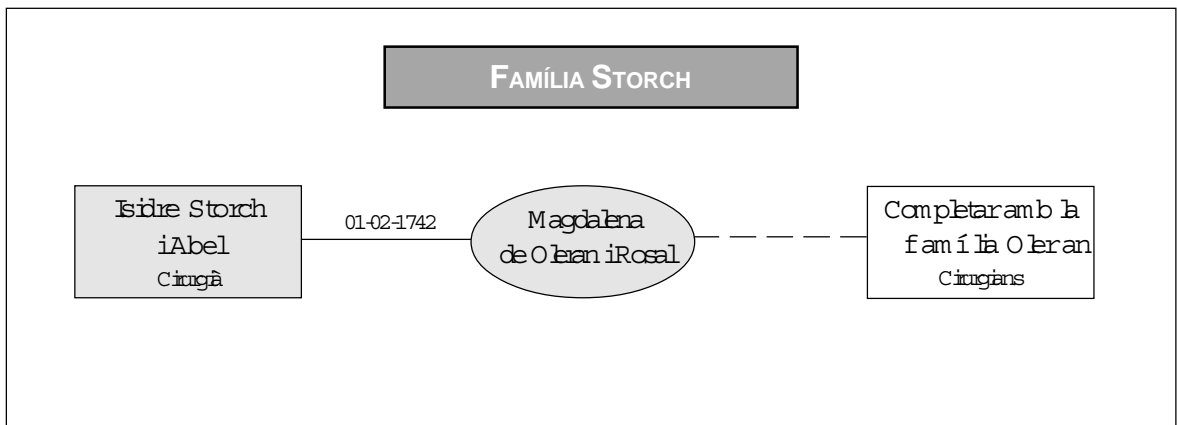 FAMÍLIA STORCH
Isidre Storch
i Abel
Cirurgià
01-02-1742
Magdalena
de Oleran i Rosal
Completar amb la
família Oleran
Cirurgians